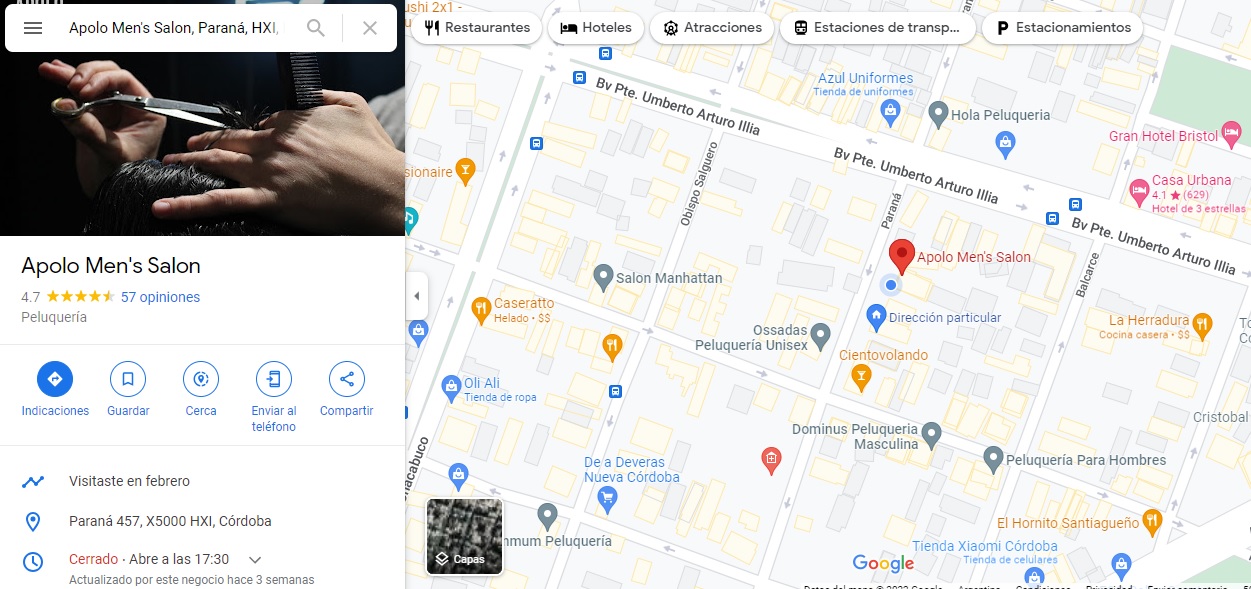 Apolo Men's Salon, Paraná, HXI,
Apolo Men's Salon
4.7
57 opiniones
Peluquería
Indicaciones
Guardar
Cerca
Enviar al
teléfono
Compartir
Visitaste en febrero
Paraná 457, X5000 HXI, Córdoba
Cerrado · Abre a las 17:30
Actualizado por este negocio hace 3 semanas
Restaurantes
Hoteles
Atracciones
Estaciones de transp...
Estacionamientos
ushi 2x1 -
Bv Pte. Umberto Arturo Illia
Azul Uniformes
Tienda de uniformes
Hola Peluqueria
Gran Hotel Bristol
Bv Pte. Umberto Arturo Illia
Casa Urbana
4.1 ★ (629)
Hotel de 3 estrellas
sionaire
Obispo Salguero
Paraná
Bv Pte. Umberto Arturo Illia
Apolo Men's Salon
Balcarce
Salon Manhattan
Caseratto
Helado · $$
Dirección particular
Ossadas
Peluquería Unisex
La Herradura
Cocina casera · $$
Cientovolando
Oli Ali
Tienda de ropa
Cristobal
Dominus Peluqueria
Masculina
Peluquería Para Hombres
De a Deveras
Nueva Córdoba
hacabuco
El Hornito Santiagueño
mmum Peluquería
Tienda Xiaomi Córdoba
Tienda de celulares
Capas
Google